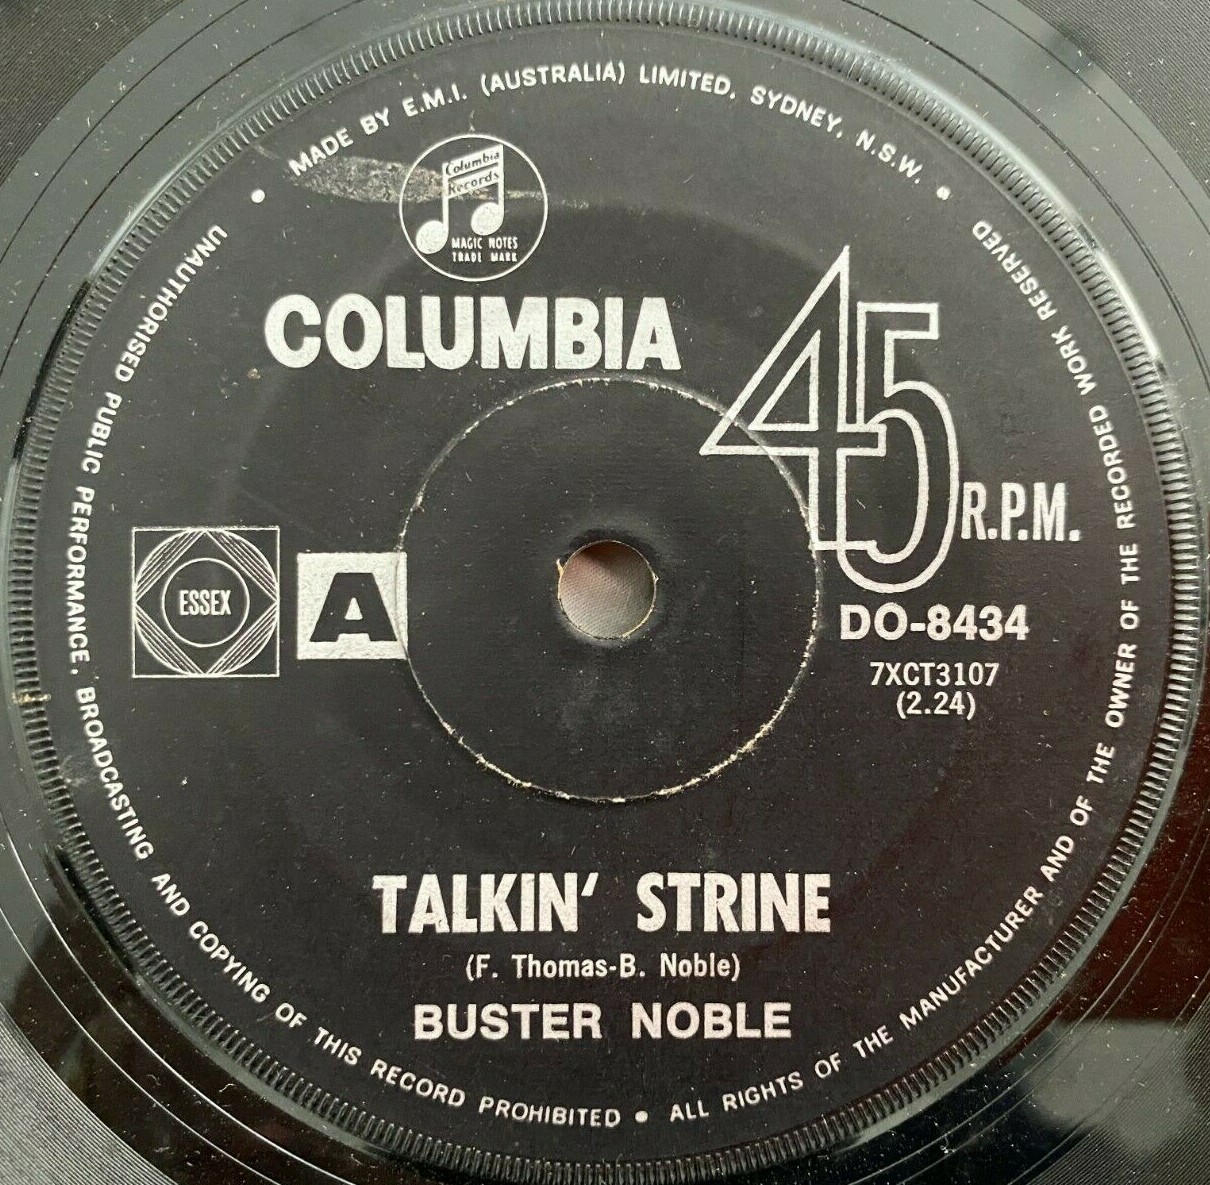 MADE BY E.M.I. (AUSTRALIA) LIMITED, SYDNEY, N.S.W. •
UNAUTHORISED PUBLIC PERFORMANCE, BROADCASTING AND COPYING OF THIS RECORD PROHIBITED • ALL RIGHTS OF THE MANUFACTURER AND OF THE OWNER OF THE RECORDED WORK RESERVED
Columbia
Records
MAGIC NOTES
TRADE MARK
COLUMBIA
45 R.P.M.
ESSEX
A
DO-8434
7XCT3107
(2.24)
TALKIN' STRINE
(F. Thomas-B. Noble)
BUSTER NOBLE